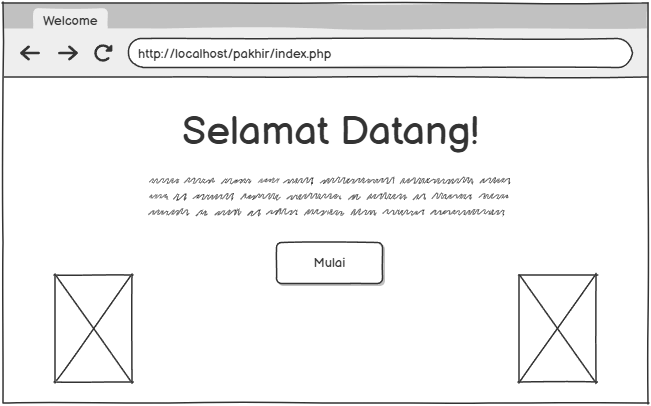 Welcome
http://localhost/pakhir/index.php
Selamat Datang!
Mulai